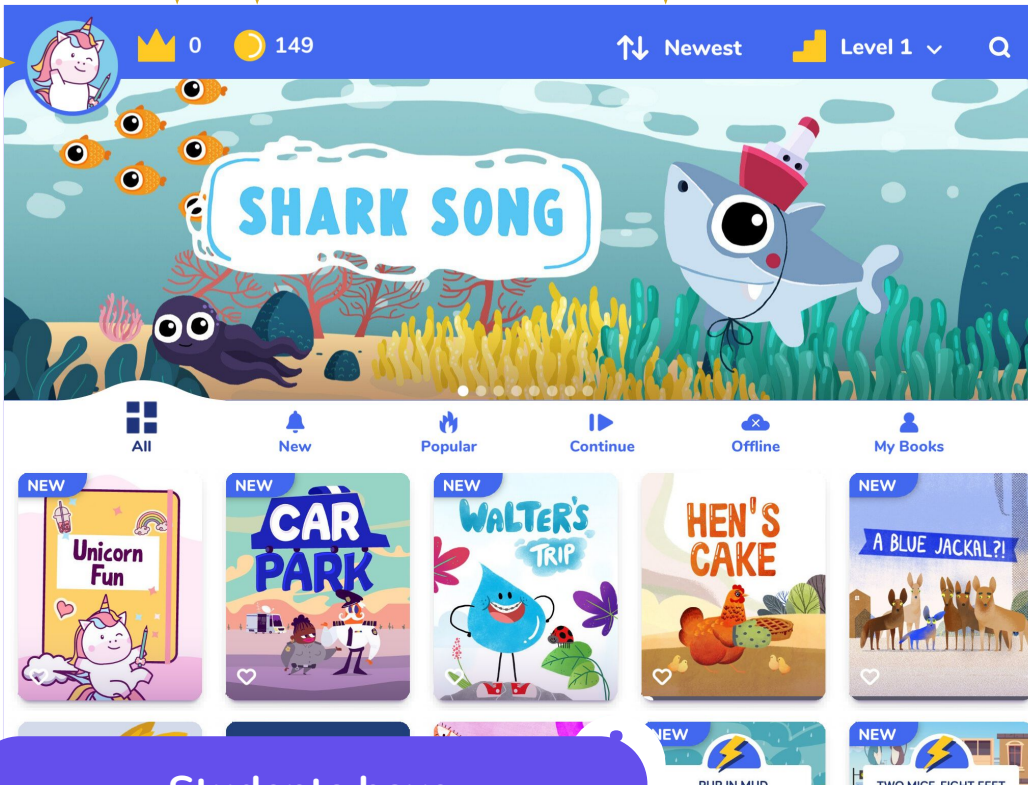 0
149
Newest
Level 1
SHARK SONG
All
New
Popular
Continue
Offline
My Books
NEW
Unicorn
Fun
NEW
CAR
PARK
NEW
WALTER'S
TRIP
HEN'S
CAKE
NEW
A BLUE JACKAL?!
NEW
NEW